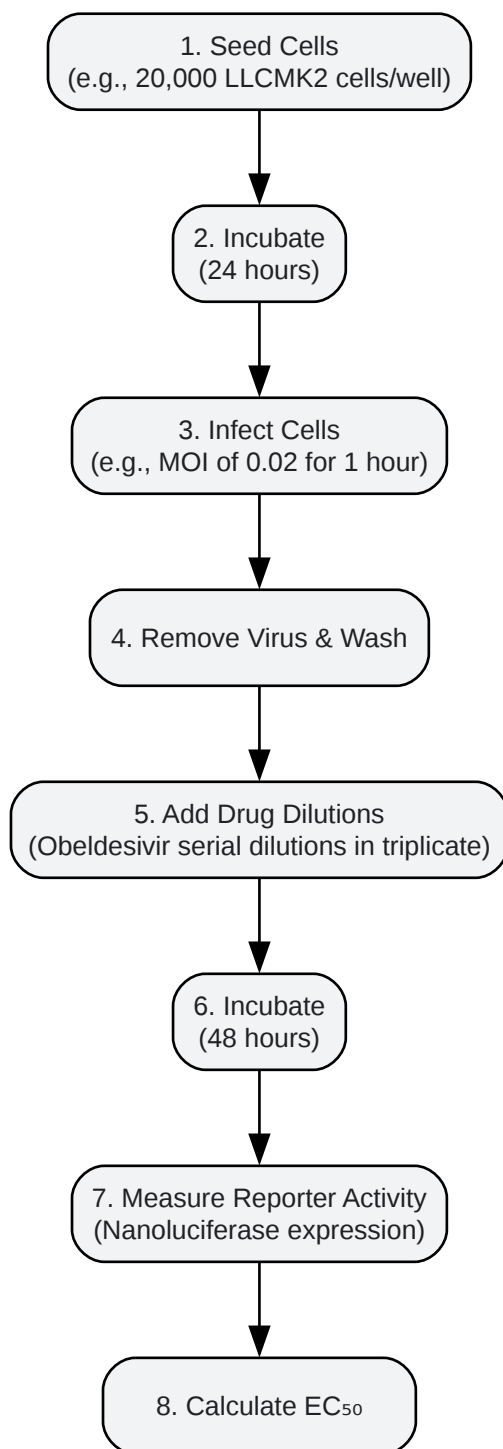 1. Seed Cells
(e.g., 20,000 LLCMK2 cells/well)
2. Incubate
(24 hours)
3. Infect Cells
(e.g., MOI of 0.02 for 1 hour)
4. Remove Virus & Wash
5. Add Drug Dilutions
(Obeldesivir serial dilutions in triplicate)
6. Incubate
(48 hours)
7. Measure Reporter Activity
(Nanoluciferase expression)
8. Calculate EC₅₀